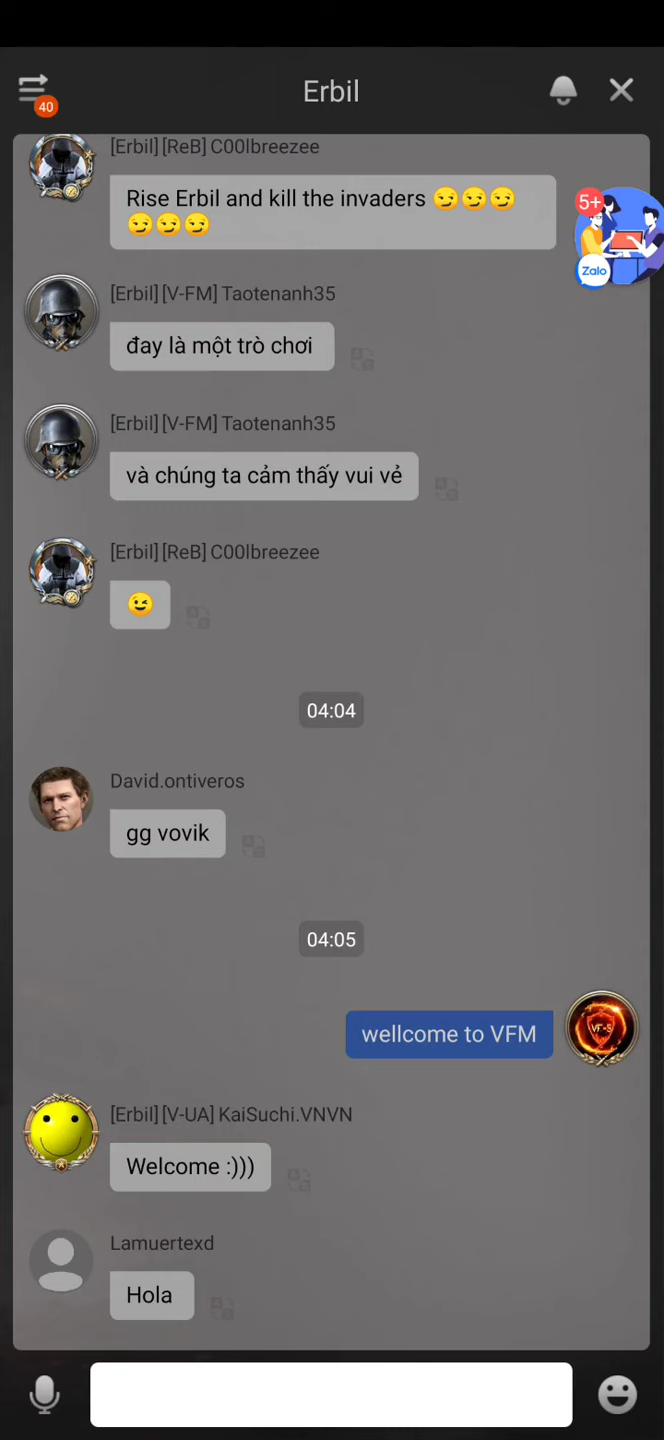 Erbil
40
[Erbil][ReB] C00lbreezee
Rise Erbil and kill the invaders 😏😏😏
😏😏😏
5+
Zalo
[Erbil][V-FM] Taotenanh35
đay là một trò chơi
[Erbil][V-FM] Taotenanh35
và chúng ta cảm thấy vui vẻ
[Erbil][ReB] C00lbreezee
😉
04:04
David.ontiveros
gg vovik
04:05
wellcome to VFM
VF-S
[Erbil][V-UA] KaiSuchi.VNVN
Welcome :)))
Lamuertexd
Hola